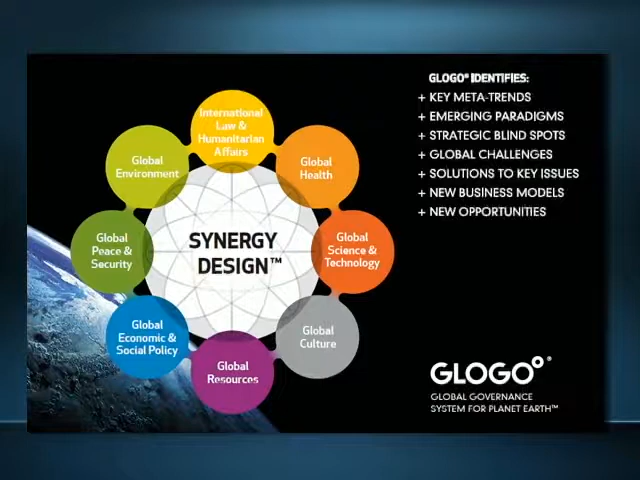 GLOGO° IDENTIFIES:
+ KEY META-TRENDS
+ EMERGING PARADIGMS
+ STRATEGIC BLIND SPOTS
+ GLOBAL CHALLENGES
+ SOLUTIONS TO KEY ISSUES
+ NEW BUSINESS MODELS
+ NEW OPPORTUNITIES
International
Law &
Humanitarian
Affairs
Global
Health
Global
Science &
Technology
Global
Culture
Global
Resources
Global
Economic &
Social Policy
Global
Peace &
Security
Global
Environment
SYNERGY
DESIGN™
GLOGO°®
GLOBAL GOVERNANCE
SYSTEM FOR PLANET EARTH™